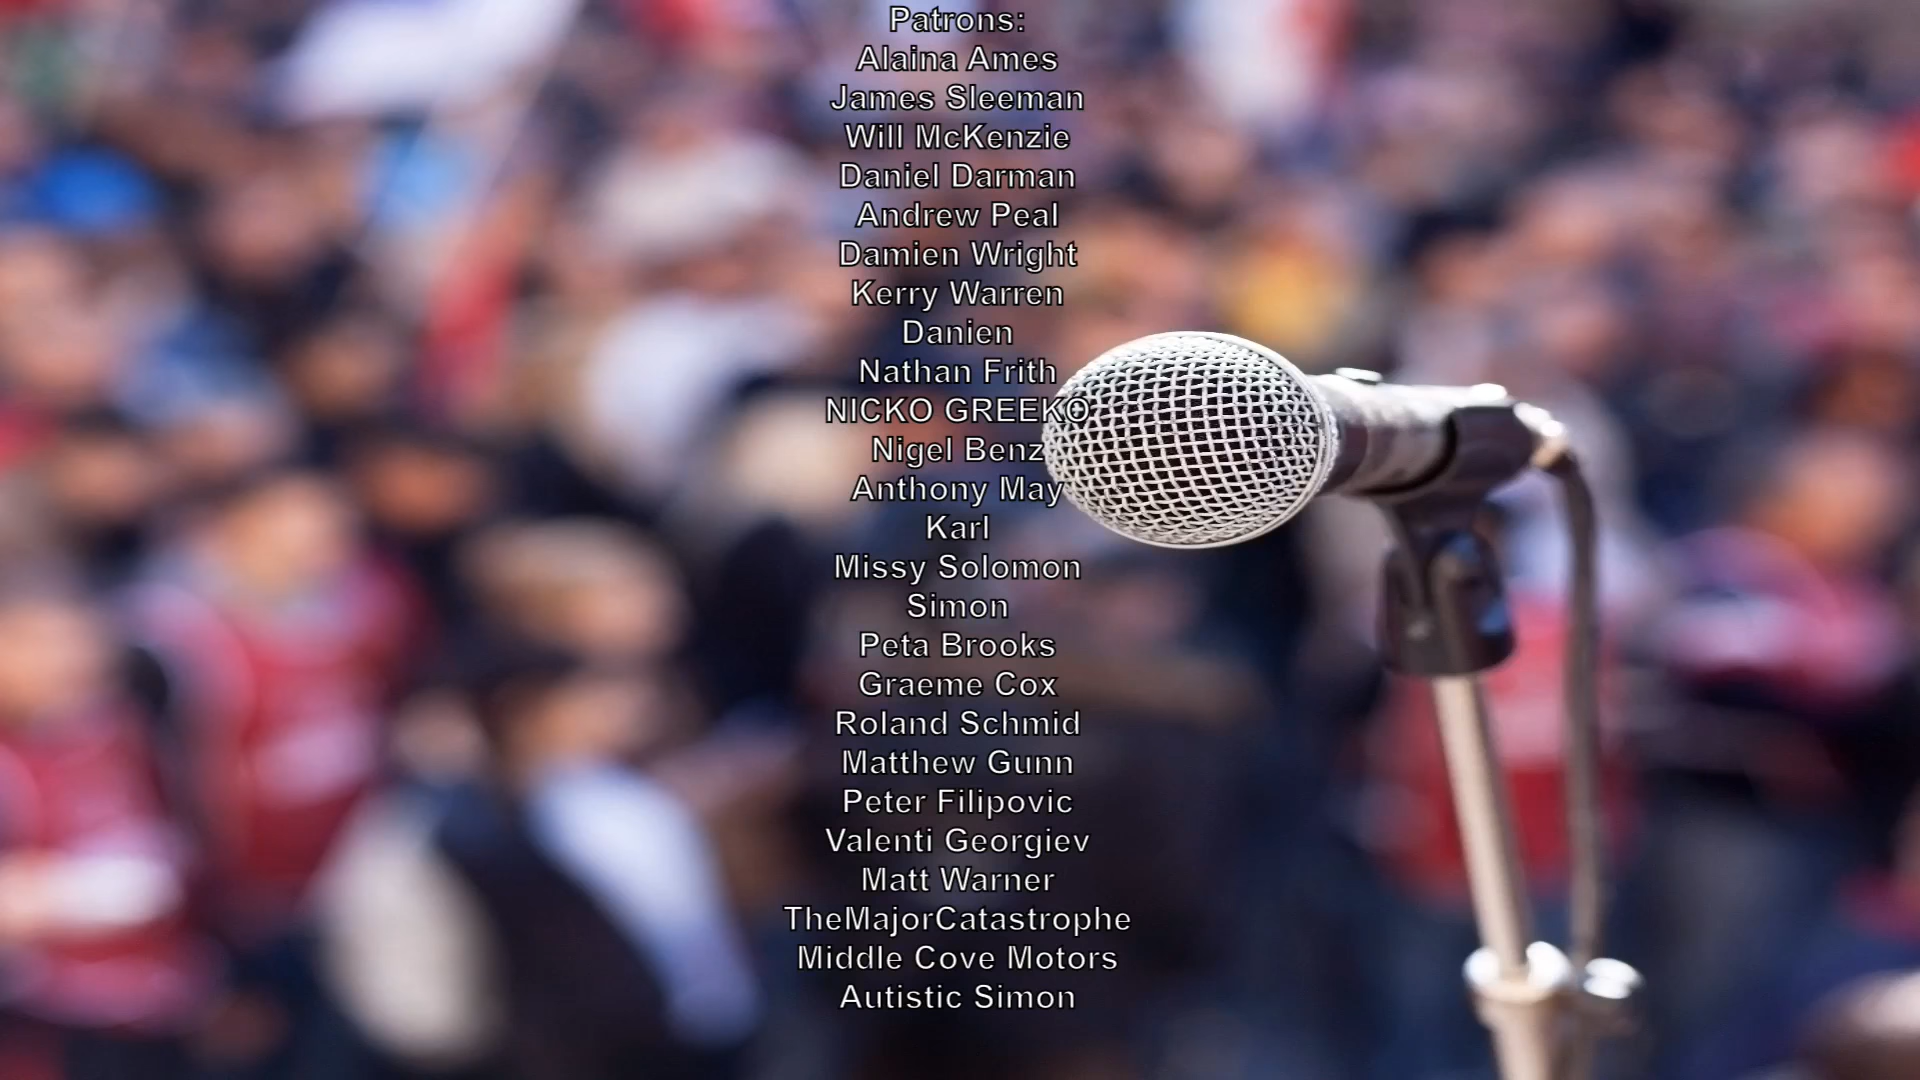 Patrons:
Alaina Ames
James Sleeman
Will McKenzie
Daniel Darman
Andrew Peal
Damien Wright
Kerry Warren
Danien
Nathan Frith
NICKO GREEKO
Nigel Benz
Anthony May
Karl
Missy Solomon
Simon
Peta Brooks
Graeme Cox
Roland Schmid
Matthew Gunn
Peter Filipovic
Valenti Georgiev
Matt Warner
TheMajorCatastrophe
Middle Cove Motors
Autistic Simon